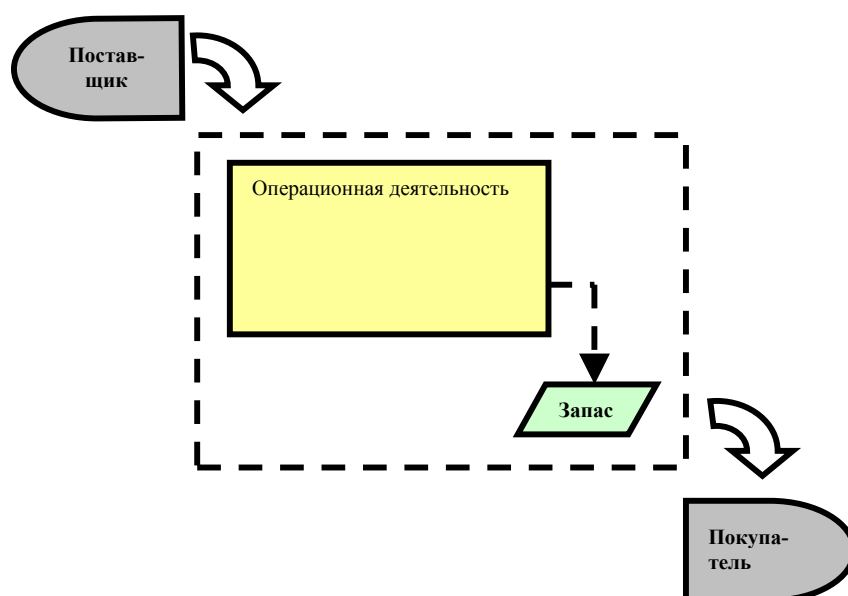 Постав-
щик
Операционная деятельность
Запас
Покупа-
тель